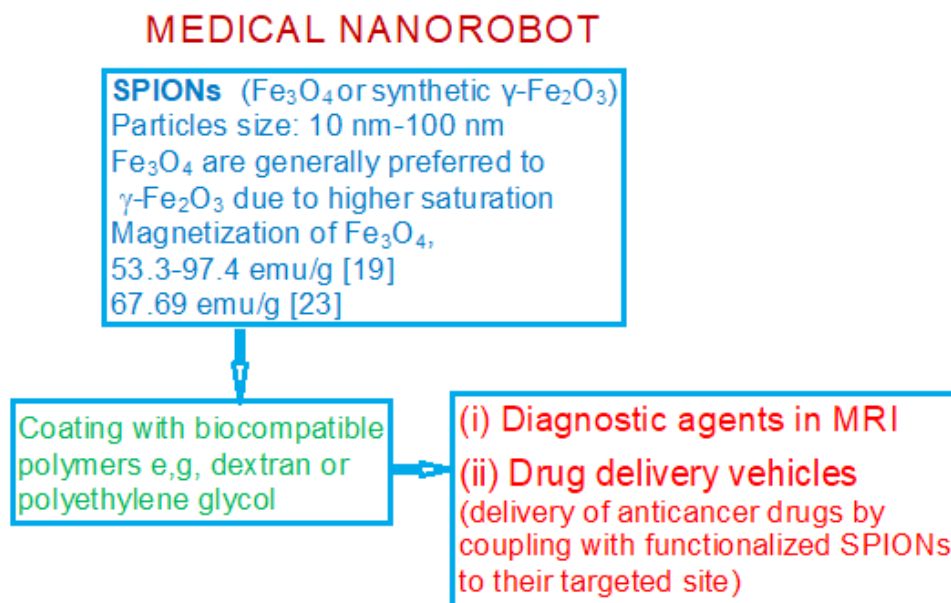 MEDICAL NANOROBOT
SPIONs (Fe₃O₄ or synthetic γ-Fe₂O₃)
Particles size: 10 nm-100 nm
Fe₃O₄ are generally preferred to
γ-Fe₂O₃ due to higher saturation
Magnetization of Fe₃O₄,
53.3-97.4 emu/g [19]
67.69 emu/g [23]
Coating with biocompatible
polymers e,g, dextran or
polyethylene glycol
(i) Diagnostic agents in MRI
(ii) Drug delivery vehicles
(delivery of anticancer drugs by
coupling with functionalized SPIONs
to their targeted site)